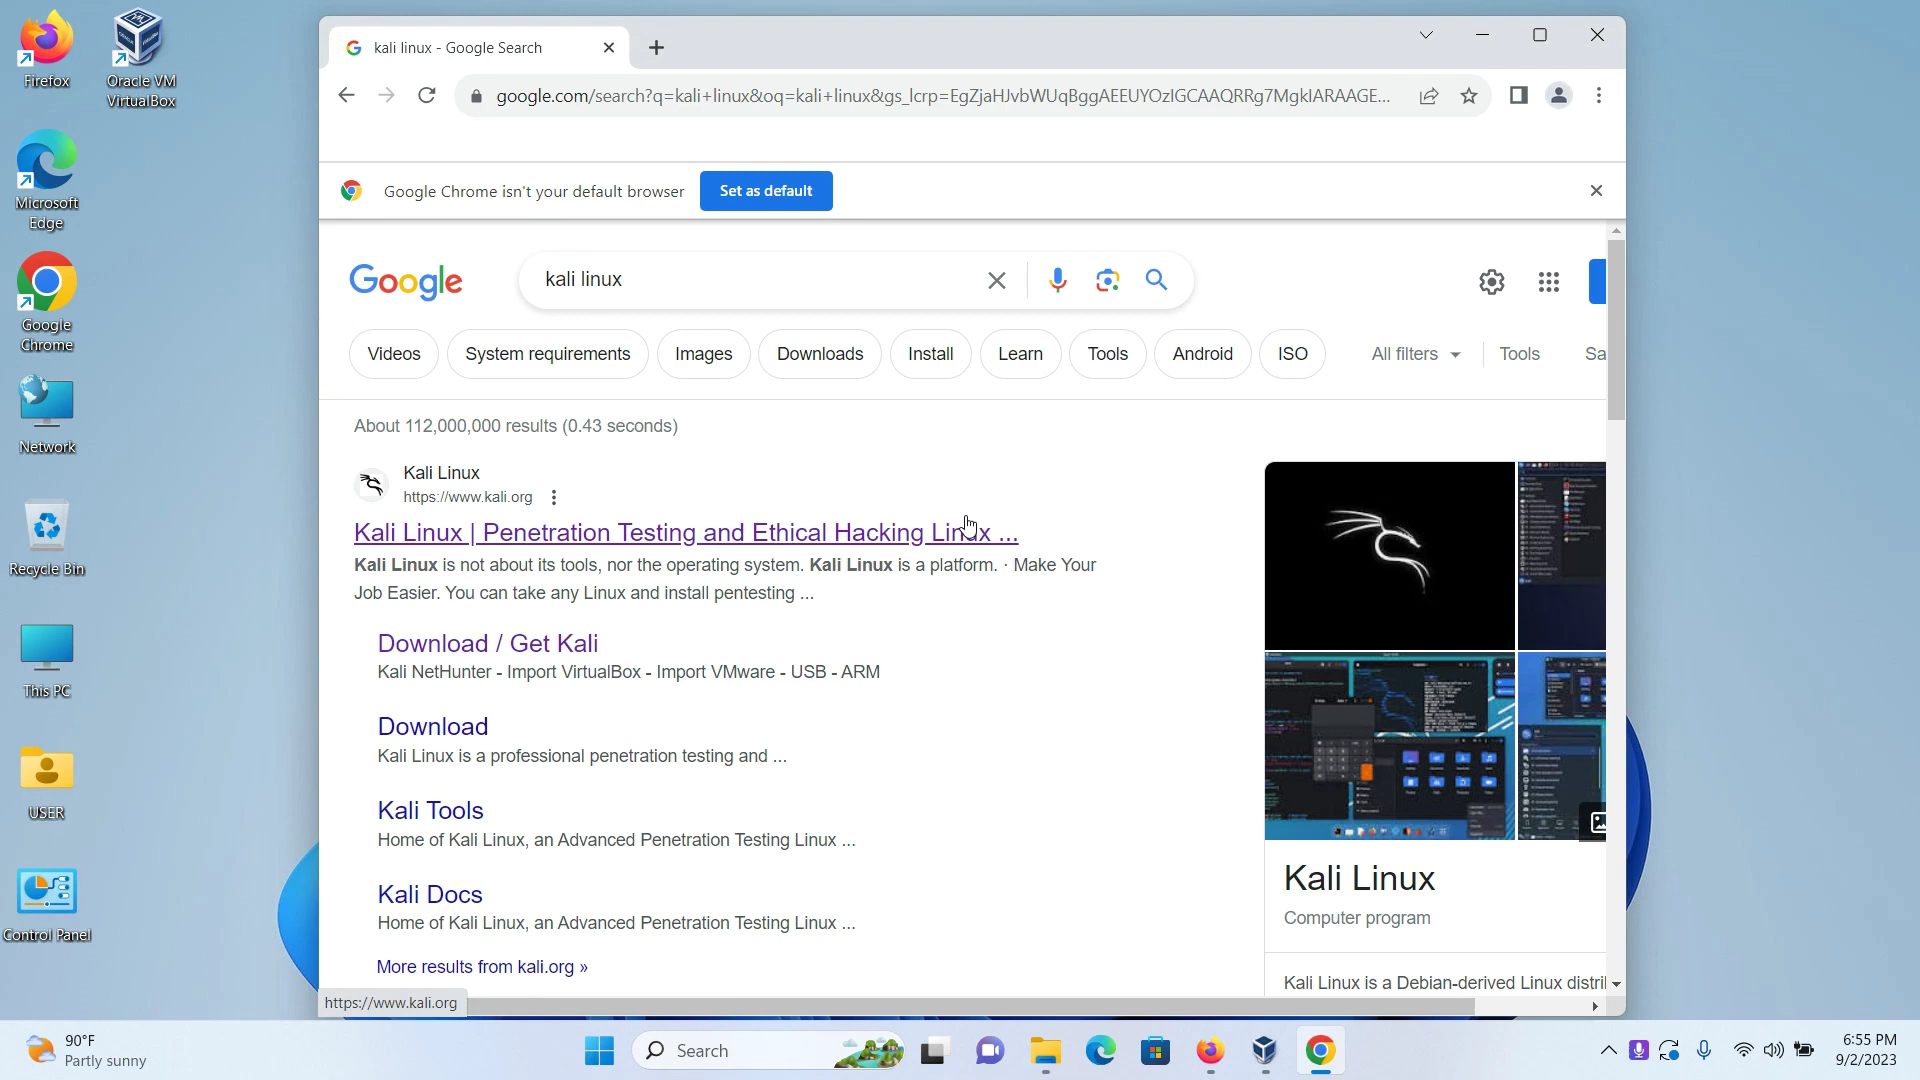 Firefox
Oracle VM
VirtualBox
Microsoft
Edge
Google
Chrome
Network
Recycle Bin
This PC
USER
Control Panel
kali linux - Google Search
google.com/search?q=kali+linux&oq=kali+linux&gs_lcrp=EgZjaHJvbWUqBggAEEUYOzIGCAAQRRg7MgkIARAAGE...
Google Chrome isn't your default browser
Set as default
Google
kali linux
Videos
System requirements
Images
Downloads
Install
Learn
Tools
Android
ISO
All filters
Tools
Sa
About 112,000,000 results (0.43 seconds)
Kali Linux
https://www.kali.org
Kali Linux | Penetration Testing and Ethical Hacking Linux ...
Kali Linux is not about its tools, nor the operating system. Kali Linux is a platform. · Make Your
Job Easier. You can take any Linux and install pentesting ...
Download / Get Kali
Kali NetHunter - Import VirtualBox - Import VMware - USB - ARM
Download
Kali Linux is a professional penetration testing and ...
Kali Tools
Home of Kali Linux, an Advanced Penetration Testing Linux ...
Kali Docs
Home of Kali Linux, an Advanced Penetration Testing Linux ...
More results from kali.org »
Kali Linux
Computer program
Kali Linux is a Debian-derived Linux distri
https://www.kali.org
90°F
Partly sunny
Search
6:55 PM
9/2/2023